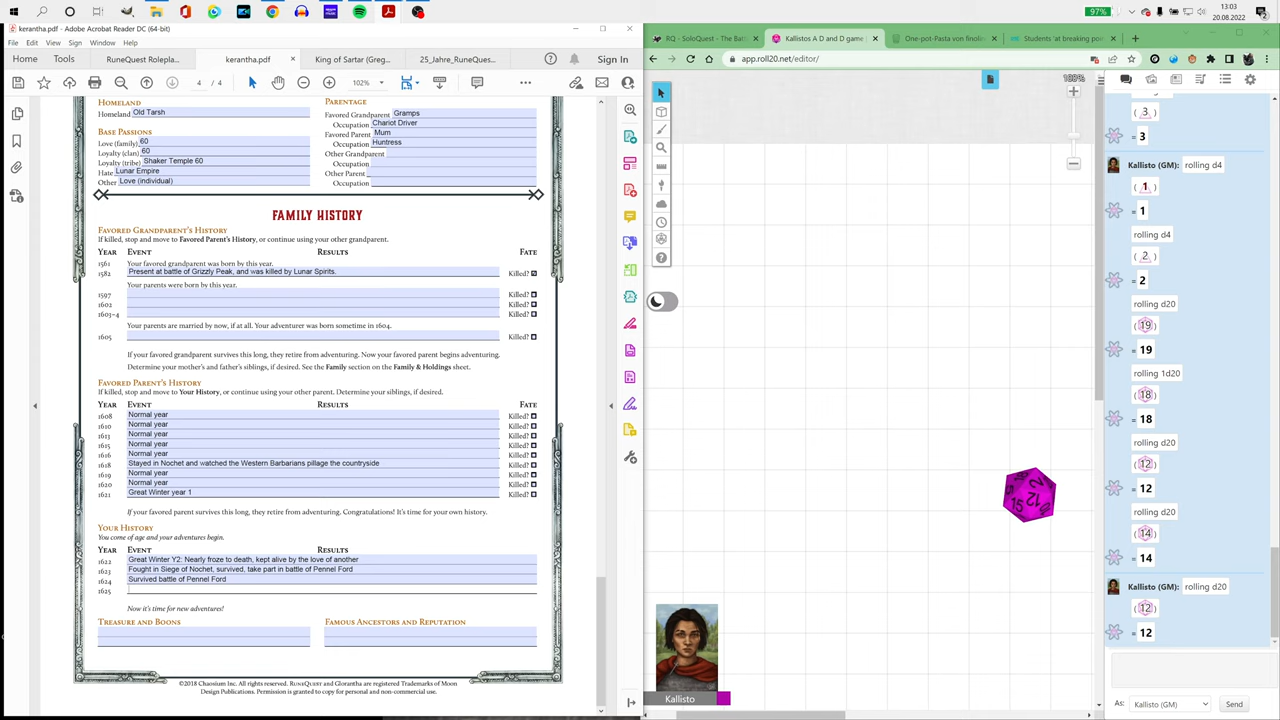 13:03
97%
20.08.2022
kerantha.pdf - Adobe Acrobat Reader DC (64-bit)
File Edit View Sign Window Help
Home Tools RuneQuest Rolepla... kerantha.pdf King of Sartar (Greg... 25_Jahre_RuneQues... Sign In
4 / 4 102%
RQ - SoloQuest - The Batt
Kallistos A D and D game
One-pot-Pasta von finolin
Students 'at breaking poi
app.roll20.net/editor/
100%
HOMELAND
Homeland Old Tarsh
BASE PASSIONS
Love (family) 60
Loyalty (clan) 60
Loyalty (tribe) Shaker Temple 60
Hate Lunar Empire
Other Love (individual)
PARENTAGE
Favored Grandparent Gramps
Occupation Chariot Driver
Favored Parent Mum
Occupation Huntress
Other Grandparent
Occupation
Other Parent
Occupation
FAMILY HISTORY
FAVORED GRANDPARENT'S HISTORY
If killed, stop and move to Favored Parent's History, or continue using your other grandparent.
YEAR EVENT RESULTS FATE
1561 Your favored grandparent was born by this year.
1582 Present at battle of Grizzly Peak, and was killed by Lunar Spirits. Killed?
Your parents were born by this year.
1597 Killed?
1602 Killed?
1603–4 Killed?
Your parents are married by now, if at all. Your adventurer was born sometime in 1604.
1605 Killed?
If your favored grandparent survives this long, they retire from adventuring. Now your favored parent begins adventuring.
Determine your mother's and father's siblings, if desired. See the Family section on the Family & Holdings sheet.
FAVORED PARENT'S HISTORY
If killed, stop and move to Your History, or continue using your other parent. Determine your siblings, if desired.
YEAR EVENT RESULTS FATE
1608 Normal year Killed?
1610 Normal year Killed?
1613 Normal year Killed?
1615 Normal year Killed?
1616 Normal year Killed?
1618 Stayed in Nochet and watched the Western Barbarians pillage the countryside Killed?
1619 Normal year Killed?
1620 Normal year Killed?
1621 Great Winter year 1 Killed?
If your favored parent survives this long, they retire from adventuring. Congratulations! It's time for your own history.
YOUR HISTORY
You come of age and your adventures begin.
YEAR EVENT RESULTS
1622 Great Winter Y2: Nearly froze to death, kept alive by the love of another
1623 Fought in Siege of Nochet, survived, take part in battle of Pennel Ford
1624 Survived battle of Pennel Ford
1625
Now it's time for new adventures!
TREASURE AND BOONS
FAMOUS ANCESTORS AND REPUTATION
©2018 Chaosium Inc. All rights reserved. RUNEQUEST and GLORANTHA are registered Trademarks of Moon
Design Publications. Permission is granted to copy for personal and non-commercial use.
Kallisto
3
= 3
Kallisto (GM): rolling d4
1
= 1
rolling d4
2
= 2
rolling d20
19
= 19
rolling 1d20
18
= 18
rolling d20
12
= 12
rolling d20
14
= 14
Kallisto (GM): rolling d20
12
= 12
As: Kallisto (GM) Send
12
15
2